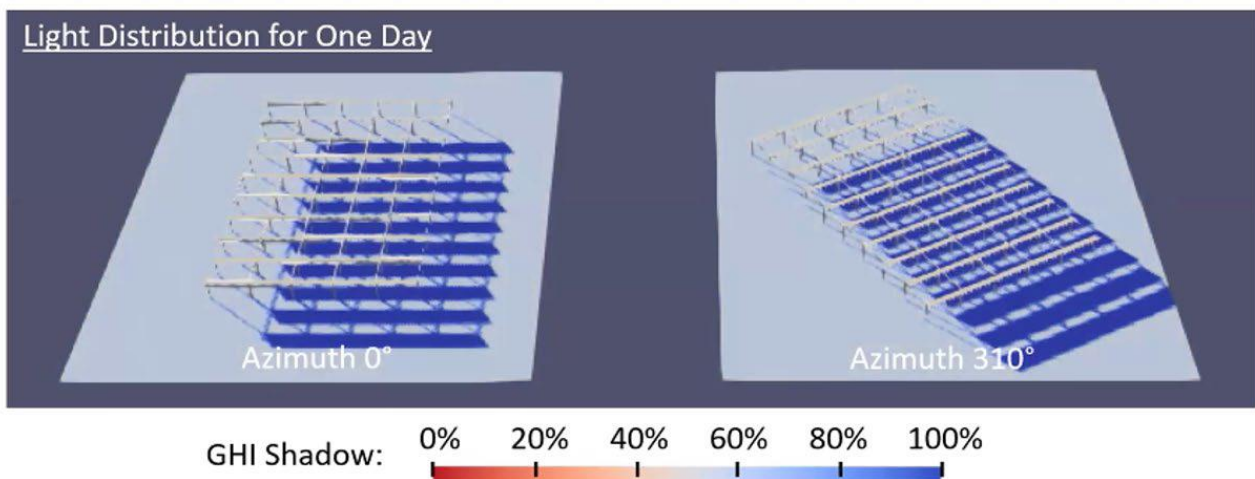 Light Distribution for One Day
Azimuth 0°
Azimuth 310°
GHI Shadow:
0% 20% 40% 60% 80% 100%